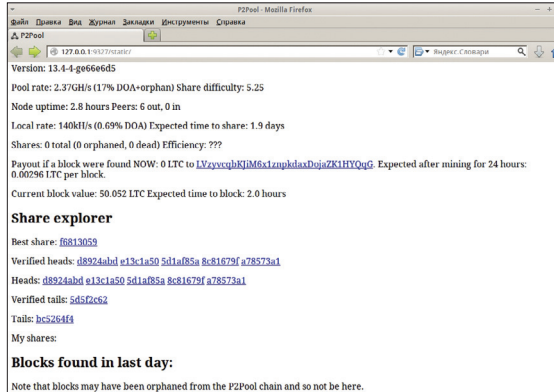 P2Pool - Mozilla Firefox
Файл Правка Вид Журнал Закладки Инструменты Справка
P2Pool
127.0.0.1:9327/static/
Яндекс.Словари
Version: 13.4-4-ge66e6d5
Pool rate: 2.37GH/s (17% DOA+orphan) Share difficulty: 5.25
Node uptime: 2.8 hours Peers: 6 out, 0 in
Local rate: 140kH/s (0.69% DOA) Expected time to share: 1.9 days
Shares: 0 total (0 orphaned, 0 dead) Efficiency: ???
Payout if a block were found NOW: 0 LTC to LVzyvcqbKJiM6x1znpkdaxDojaZK1HYQqG. Expected after mining for 24 hours:
0.00296 LTC per block.
Current block value: 50.052 LTC Expected time to block: 2.0 hours
Share explorer
Best share: f6813059
Verified heads: d8924abd e13c1a50 5d1af85a 8c81679f a78573a1
Heads: d8924abd e13c1a50 5d1af85a 8c81679f a78573a1
Verified tails: 5d5f2c62
Tails: bc5264f4
My shares:
Blocks found in last day:
Note that blocks may have been orphaned from the P2Pool chain and so not be here.